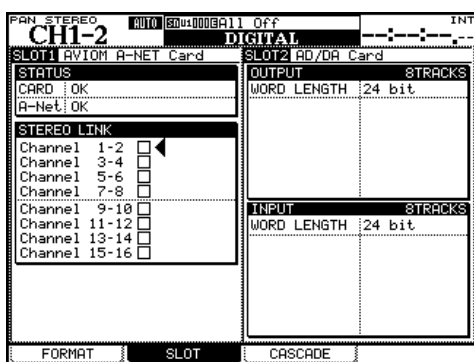 PAN STEREO AUTO All Off INT
CH1-2 DIGITAL --:--:--.--
SLOT1 AVIOM A-NET Card
STATUS
CARD OK
A-Net OK
STEREO LINK
Channel 1-2
Channel 3-4
Channel 5-6
Channel 7-8
Channel 9-10
Channel 11-12
Channel 13-14
Channel 15-16
SLOT2 AD/DA Card
OUTPUT 8TRACKS
WORD LENGTH 24 bit
INPUT 8TRACKS
WORD LENGTH 24 bit
FORMAT SLOT CASCADE